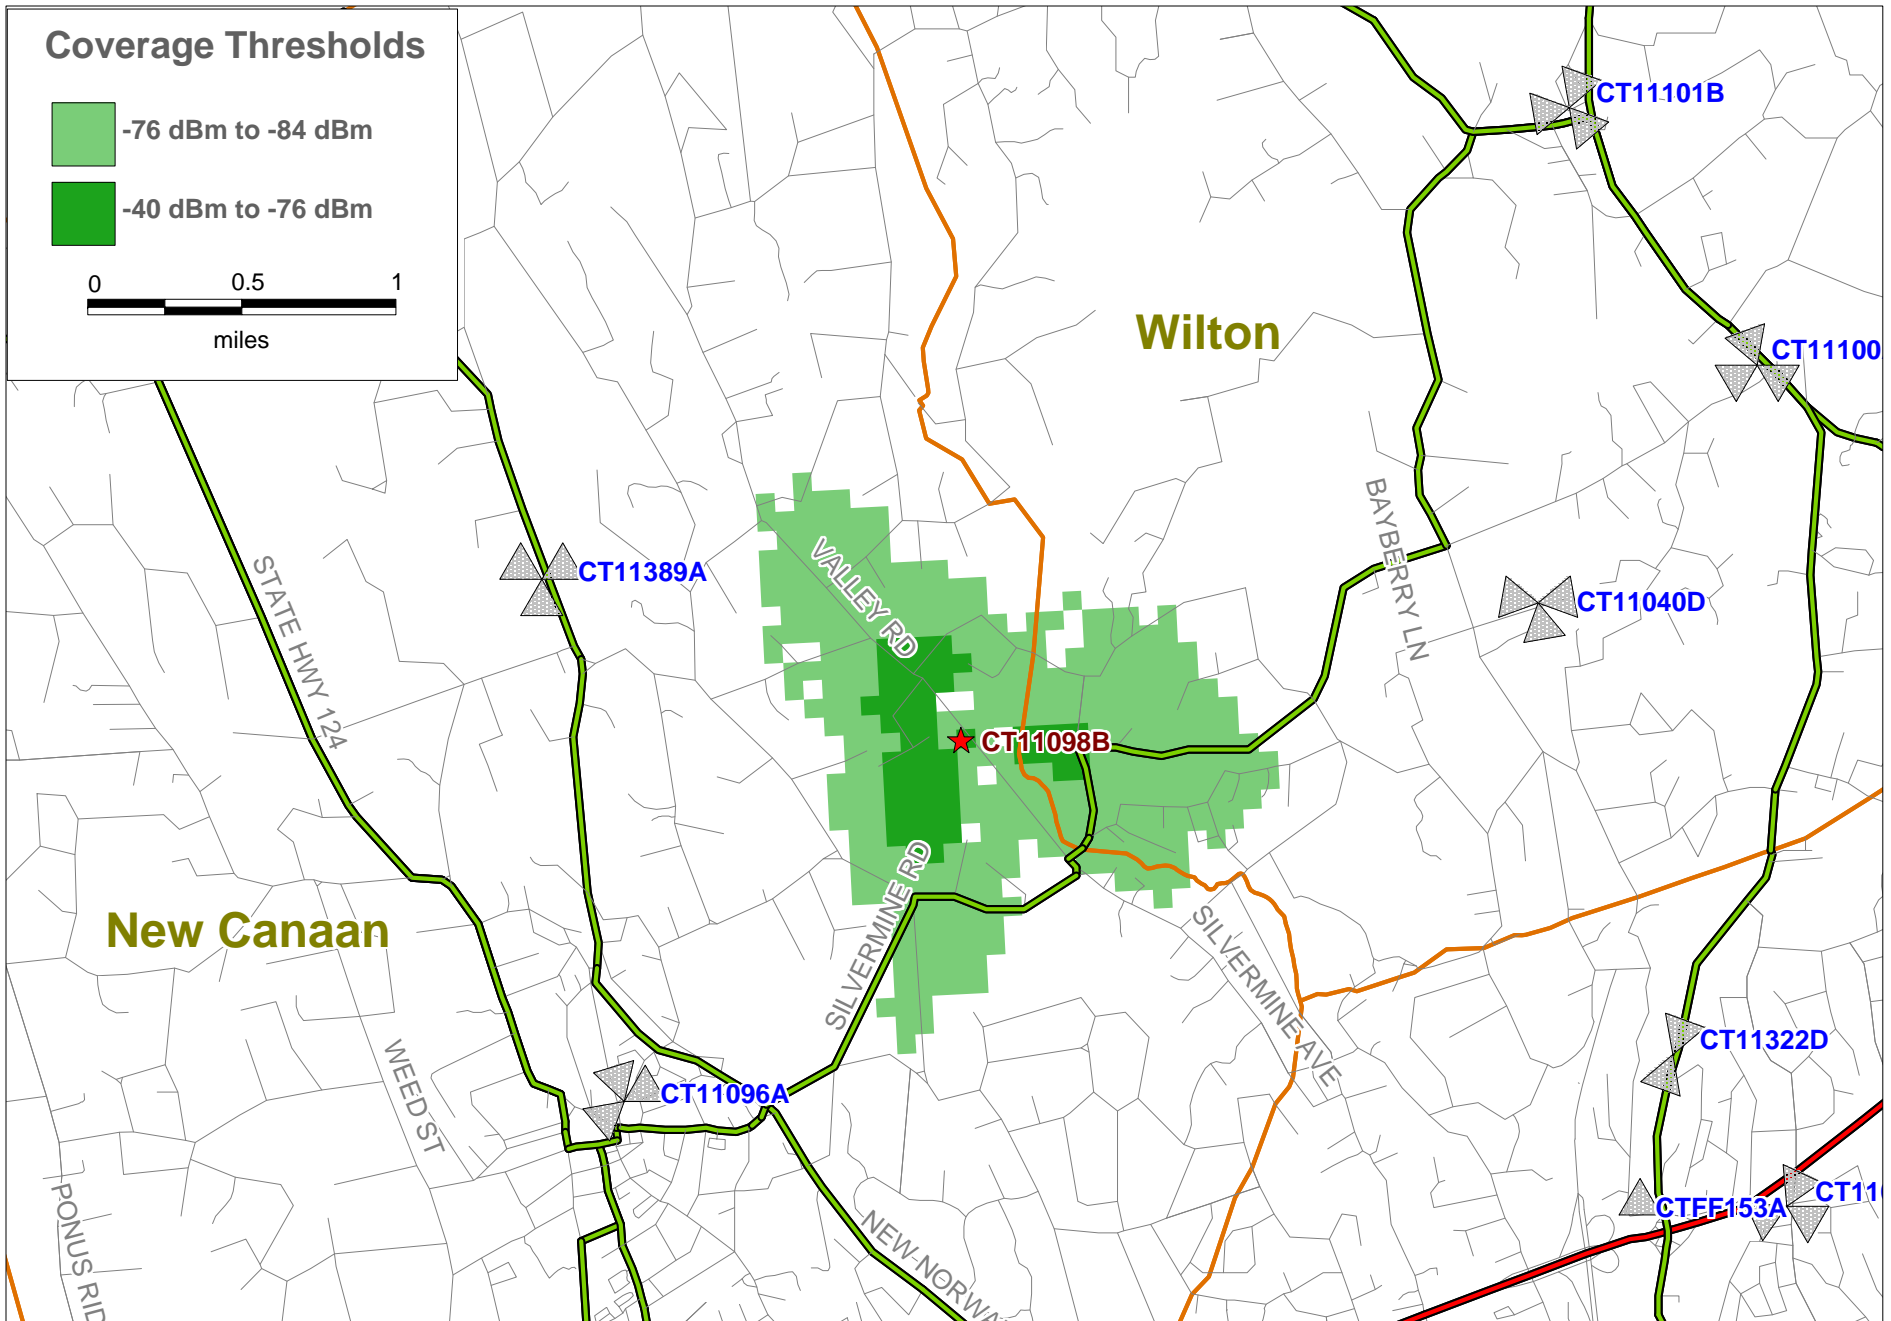 Coverage Thresholds
-76 dBm to -84 dBm
-40 dBm to -76 dBm
0 0.5 1
miles
CT11101B
Wilton
CT11100
BAYBERRY LN
VALLEY RD
STATE HWY 124
CT11389A
CT11040D
CT11098B
New Canaan
SILVERMINE RD
SILVERMINE AVE
WEED ST
CT11096A
CT11322D
PONUS RID
NEW-NORWA
CTFF153A
CT110